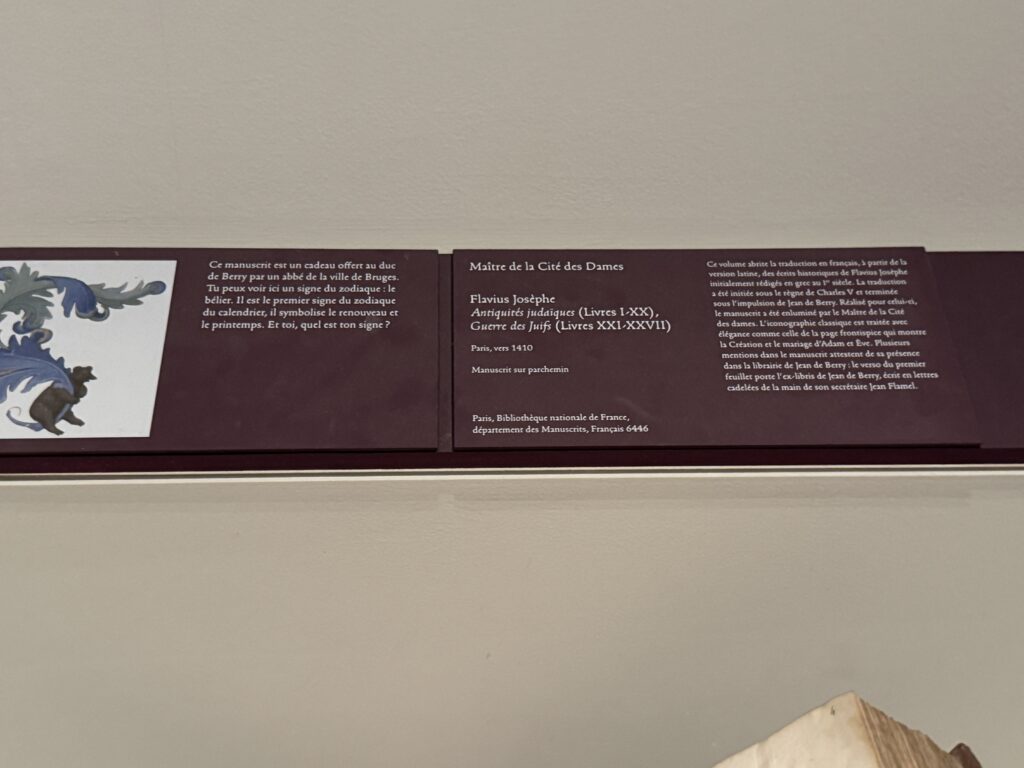 Ce manuscrit est un cadeau offert au duc
de Berry par un abbé de la ville de Bruges.
Tu peux voir ici un signe du zodiaque : le
bélier. Il est le premier signe du zodiaque
du calendrier, il symbolise le renouveau et
le printemps. Et toi, quel est ton signe ?
Maître de la Cité des Dames
Flavius Josèphe
Antiquités judaïques (Livres I-XX),
Guerre des Juifs (Livres XXI-XXVII)
Paris, vers 1410
Manuscrit sur parchemin
Paris, Bibliothèque nationale de France,
département des Manuscrits, Français 6446
Ce volume abrite la traduction en français, à partir de la
version latine, des écrits historiques de Flavius Josèphe
initialement rédigés en grec au Iᵉʳ siècle. La traduction
a été initiée sous le règne de Charles V et terminée
sous l'impulsion de Jean de Berry. Réalisé pour celui-ci,
le manuscrit a été enluminé par le Maître de la Cité
des dames. L'iconographie classique est traitée avec
élégance comme celle de la page frontispice qui montre
la Création et le mariage d'Adam et Ève. Plusieurs
mentions dans le manuscrit attestent de sa présence
dans la librairie de Jean de Berry : le verso du premier
feuillet porte l'ex-libris de Jean de Berry, écrit en lettres
cadelées de la main de son secrétaire Jean Flamel.